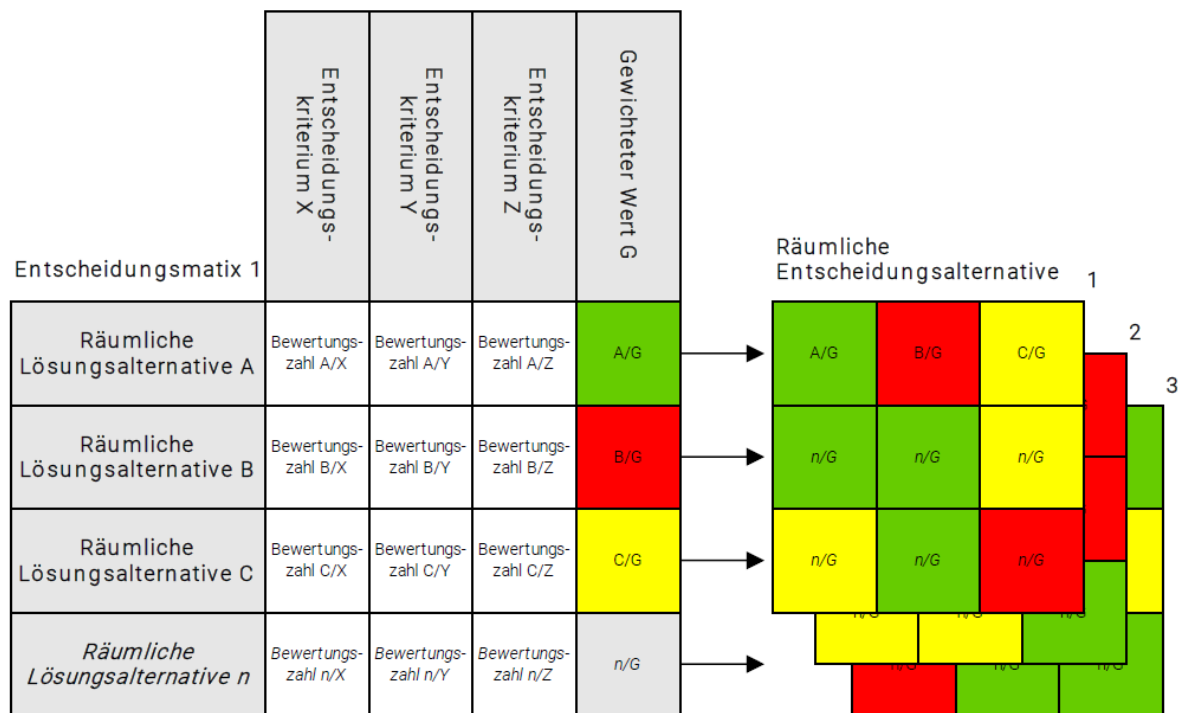 Entscheidungs-
kriterium X
Entscheidungs-
kriterium Y
Entscheidungs-
kriterium Z
Gewichteter Wert G
Entscheidungsmatix 1
Räumliche
Entscheidungsalternative
1
2
3
Räumliche
Lösungsalternative A
Bewertungs-
zahl A/X
Bewertungs-
zahl A/Y
Bewertungs-
zahl A/Z
A/G
A/G
B/G
C/G
Räumliche
Lösungsalternative B
Bewertungs-
zahl B/X
Bewertungs-
zahl B/Y
Bewertungs-
zahl B/Z
B/G
n/G
n/G
n/G
Räumliche
Lösungsalternative C
Bewertungs-
zahl C/X
Bewertungs-
zahl C/Y
Bewertungs-
zahl C/Z
C/G
n/G
n/G
n/G
Räumliche
Lösungsalternative n
Bewertungs-
zahl n/X
Bewertungs-
zahl n/Y
Bewertungs-
zahl n/Z
n/G